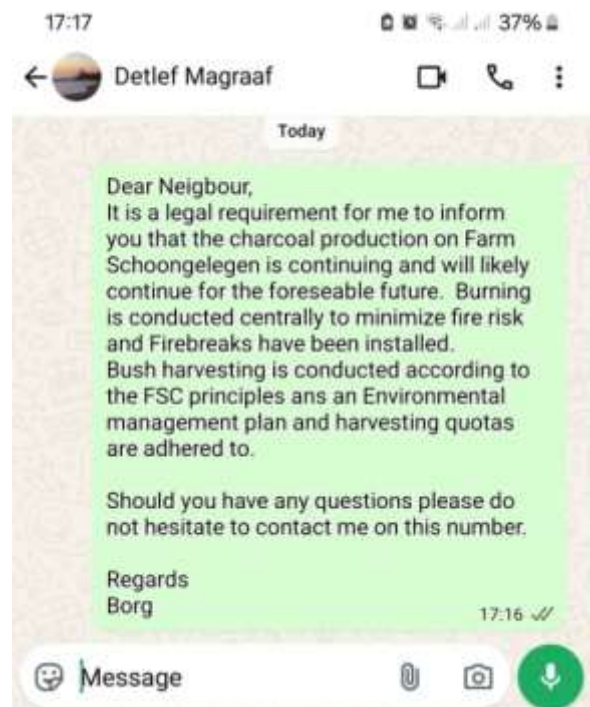 17:17
37%
Detlef Magraaf
Today
Dear Neigbour,
It is a legal requirement for me to inform
you that the charcoal production on Farm
Schoongelegen is continuing and will likely
continue for the foreseable future. Burning
is conducted centrally to minimize fire risk
and Firebreaks have been installed.
Bush harvesting is conducted according to
the FSC principles ans an Environmental
management plan and harvesting quotas
are adhered to.
Should you have any questions please do
not hesitate to contact me on this number.
Regards
Borg
17:16
Message